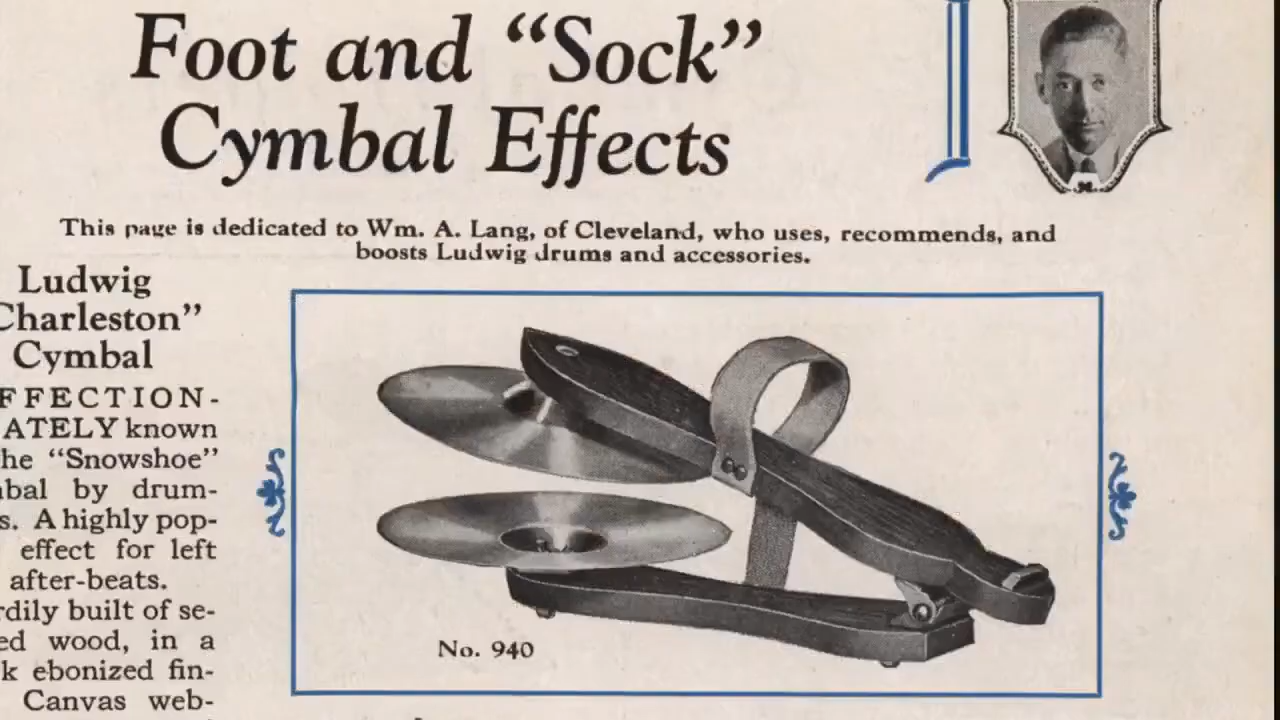 Foot and “Sock”
Cymbal Effects
This page is dedicated to Wm. A. Lang, of Cleveland, who uses, recommends, and
boosts Ludwig drums and accessories.
Ludwig
Charleston”
Cymbal
FFECTION-
ATELY known
he “Snowshoe”
bal by drum-
s. A highly pop-
effect for left
after-beats.
rdily built of se-
ed wood, in a
k ebonized fin-
Canvas web-
No. 940